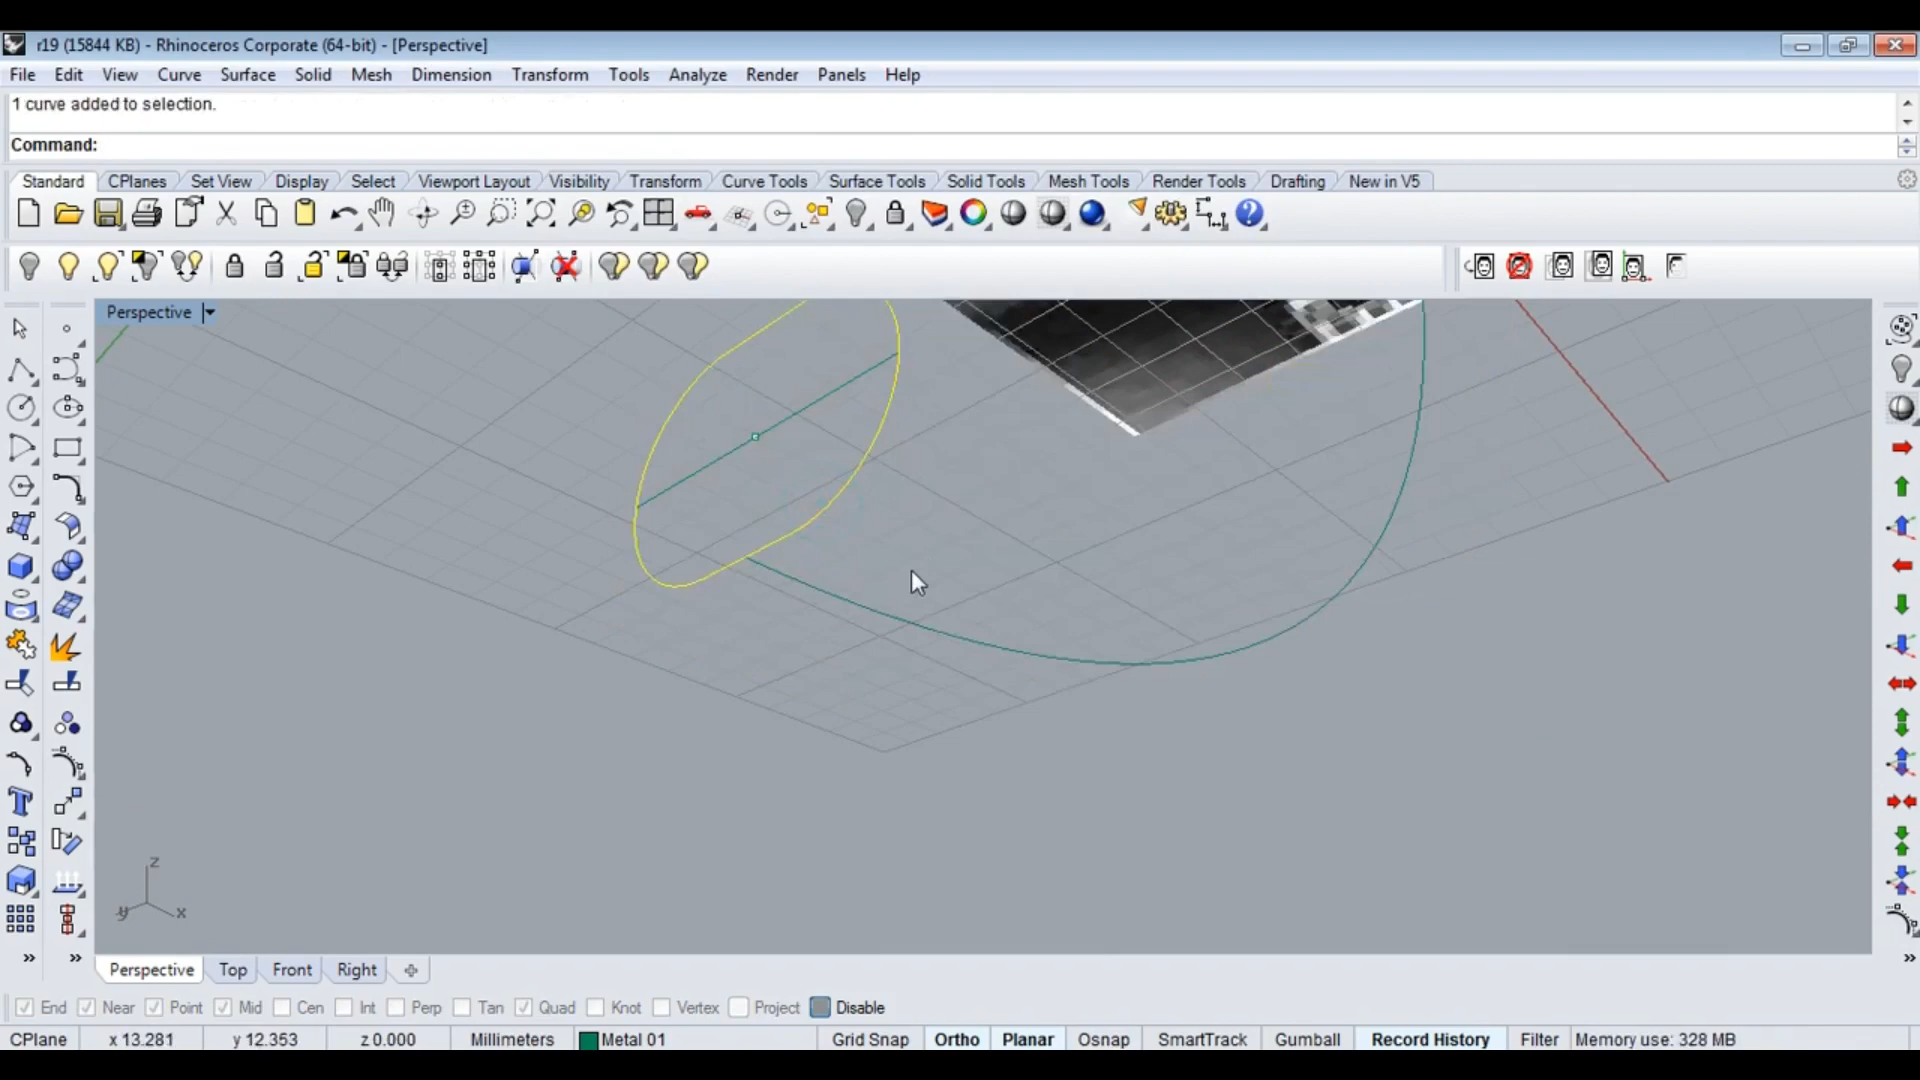 r19 (15844 KB) - Rhinoceros Corporate (64-bit) - [Perspective]
File Edit View Curve Surface Solid Mesh Dimension Transform Tools Analyze Render Panels Help
1 curve added to selection.
Command:
Standard CPlanes Set View Display Select Viewport Layout Visibility Transform Curve Tools Surface Tools Solid Tools Mesh Tools Render Tools Drafting New in V5
Perspective
z
y x
Perspective Top Front Right
End Near Point Mid Cen Int Perp Tan Quad Knot Vertex Project Disable
CPlane x 13.281 y 12.353 z 0.000 Millimeters Metal 01 Grid Snap Ortho Planar Osnap SmartTrack Gumball Record History Filter Memory use: 328 MB